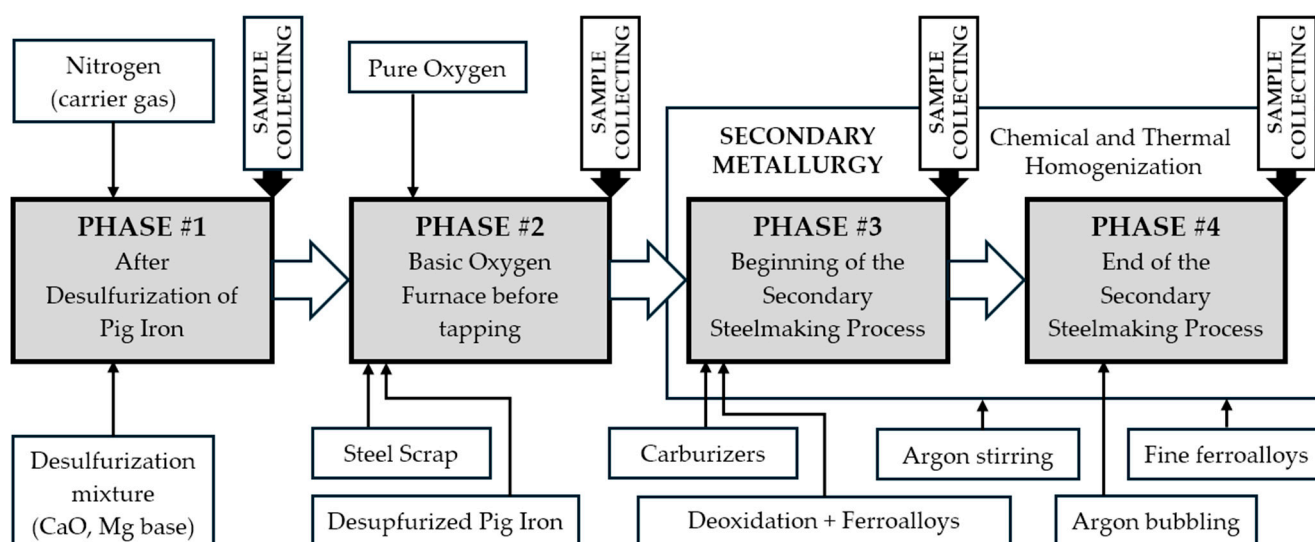 Nitrogen
(carrier gas)
SAMPLE
COLLECTING
Pure Oxygen
SAMPLE
COLLECTING
SECONDARY
METALLURGY
SAMPLE
COLLECTING
Chemical and Thermal
Homogenization
SAMPLE
COLLECTING
PHASE #1
After
Desulfurization of
Pig Iron
PHASE #2
Basic Oxygen
Furnace before
tapping
PHASE #3
Beginning of the
Secondary
Steelmaking Process
PHASE #4
End of the
Secondary
Steelmaking Process
Desulfurization
mixture
(CaO, Mg base)
Steel Scrap
Desupfurized Pig Iron
Carburizers
Deoxidation + Ferroalloys
Argon stirring
Fine ferroalloys
Argon bubbling